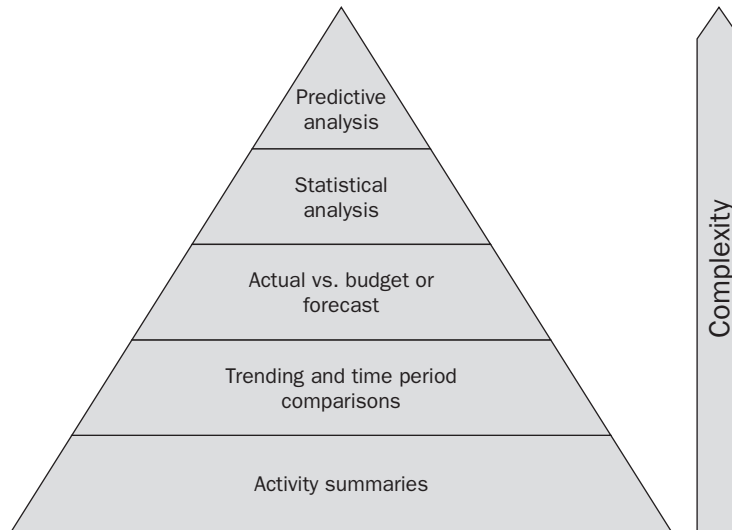 Predictive
analysis
Statistical
analysis
Actual vs. budget or
forecast
Trending and time period
comparisons
Activity summaries
Complexity